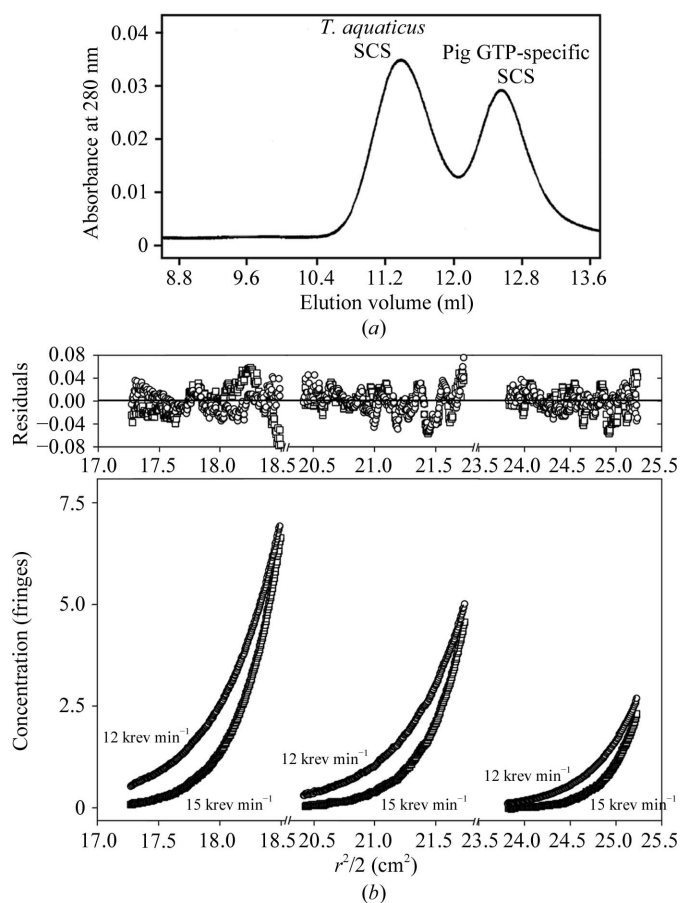 T. aquaticus
SCS
Pig GTP-specific
SCS
Absorbance at 280 nm
0.04
0.03
0.02
0.01
0
8.8 9.6 10.4 11.2 12.0 12.8 13.6
Elution volume (ml)
(a)
Residuals
0.08
0.04
0.00
−0.04
−0.08
17.0 17.5 18.0 18.5 20.5 21.0 21.5 23.5 24.0 24.5 25.0 25.5
Concentration (fringes)
7.5
5.0
2.5
0
12 krev min⁻¹
15 krev min⁻¹
12 krev min⁻¹
15 krev min⁻¹
12 krev min⁻¹
15 krev min⁻¹
17.0 17.5 18.0 18.5 20.5 21.0 21.5 23.5 24.0 24.5 25.0 25.5
r²/2 (cm²)
(b)